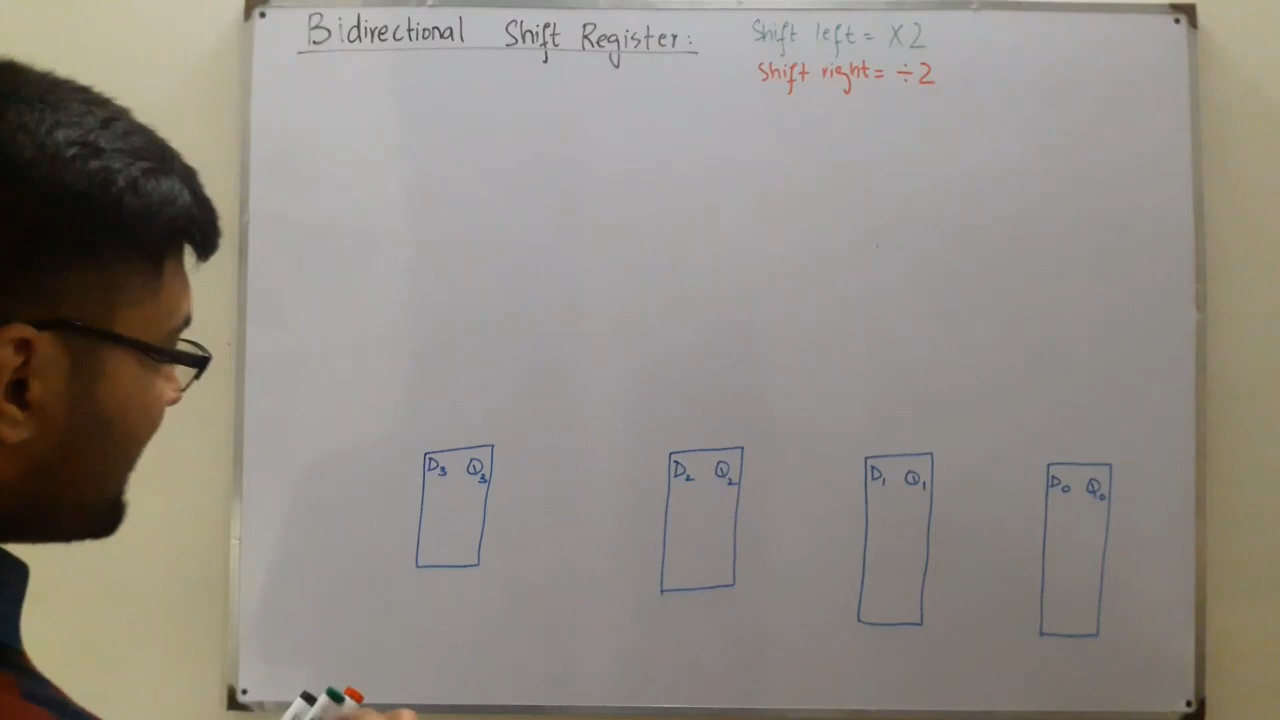 Bidirectional Shift Register:
Shift left = X2
Shift right = ÷2
D₃ Q₃
D₂ Q₂
D₁ Q₁
D₀ Q₀